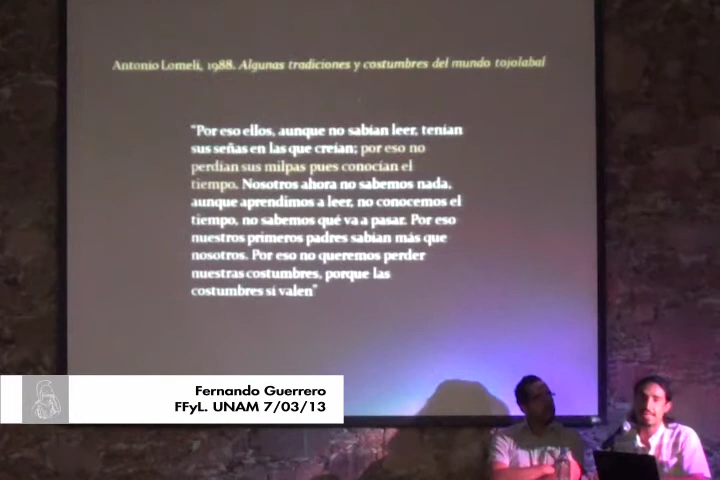 Antonio Lomelí, 1988. Algunas tradiciones y costumbres del mundo tojolabal
"Por eso ellos, aunque no sabían leer, tenían
sus señas en las que creían; por eso no
perdían sus milpas pues conocían el
tiempo. Nosotros ahora no sabemos nada,
aunque aprendimos a leer, no conocemos el
tiempo, no sabemos qué va a pasar. Por eso
nuestros primeros padres sabían más que
nosotros. Por eso no queremos perder
nuestras costumbres, porque las
costumbres sí valen"
Fernando Guerrero
FFyL. UNAM 7/03/13